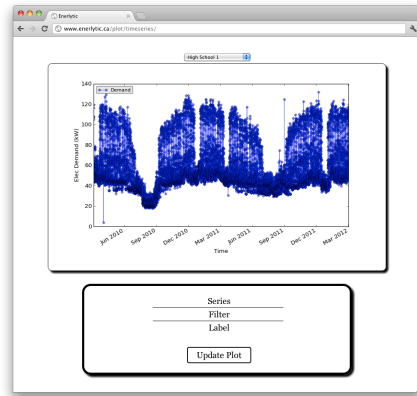 Enerlytic
www.enerlytic.ca/plot/timeseries/
High School 1
140
120
100
80
60
40
20
0
Elec Demand (kW)
Demand
Jun 2010
Sep 2010
Dec 2010
Mar 2011
Jun 2011
Sep 2011
Dec 2011
Mar 2012
Time
Series
Filter
Label
Update Plot